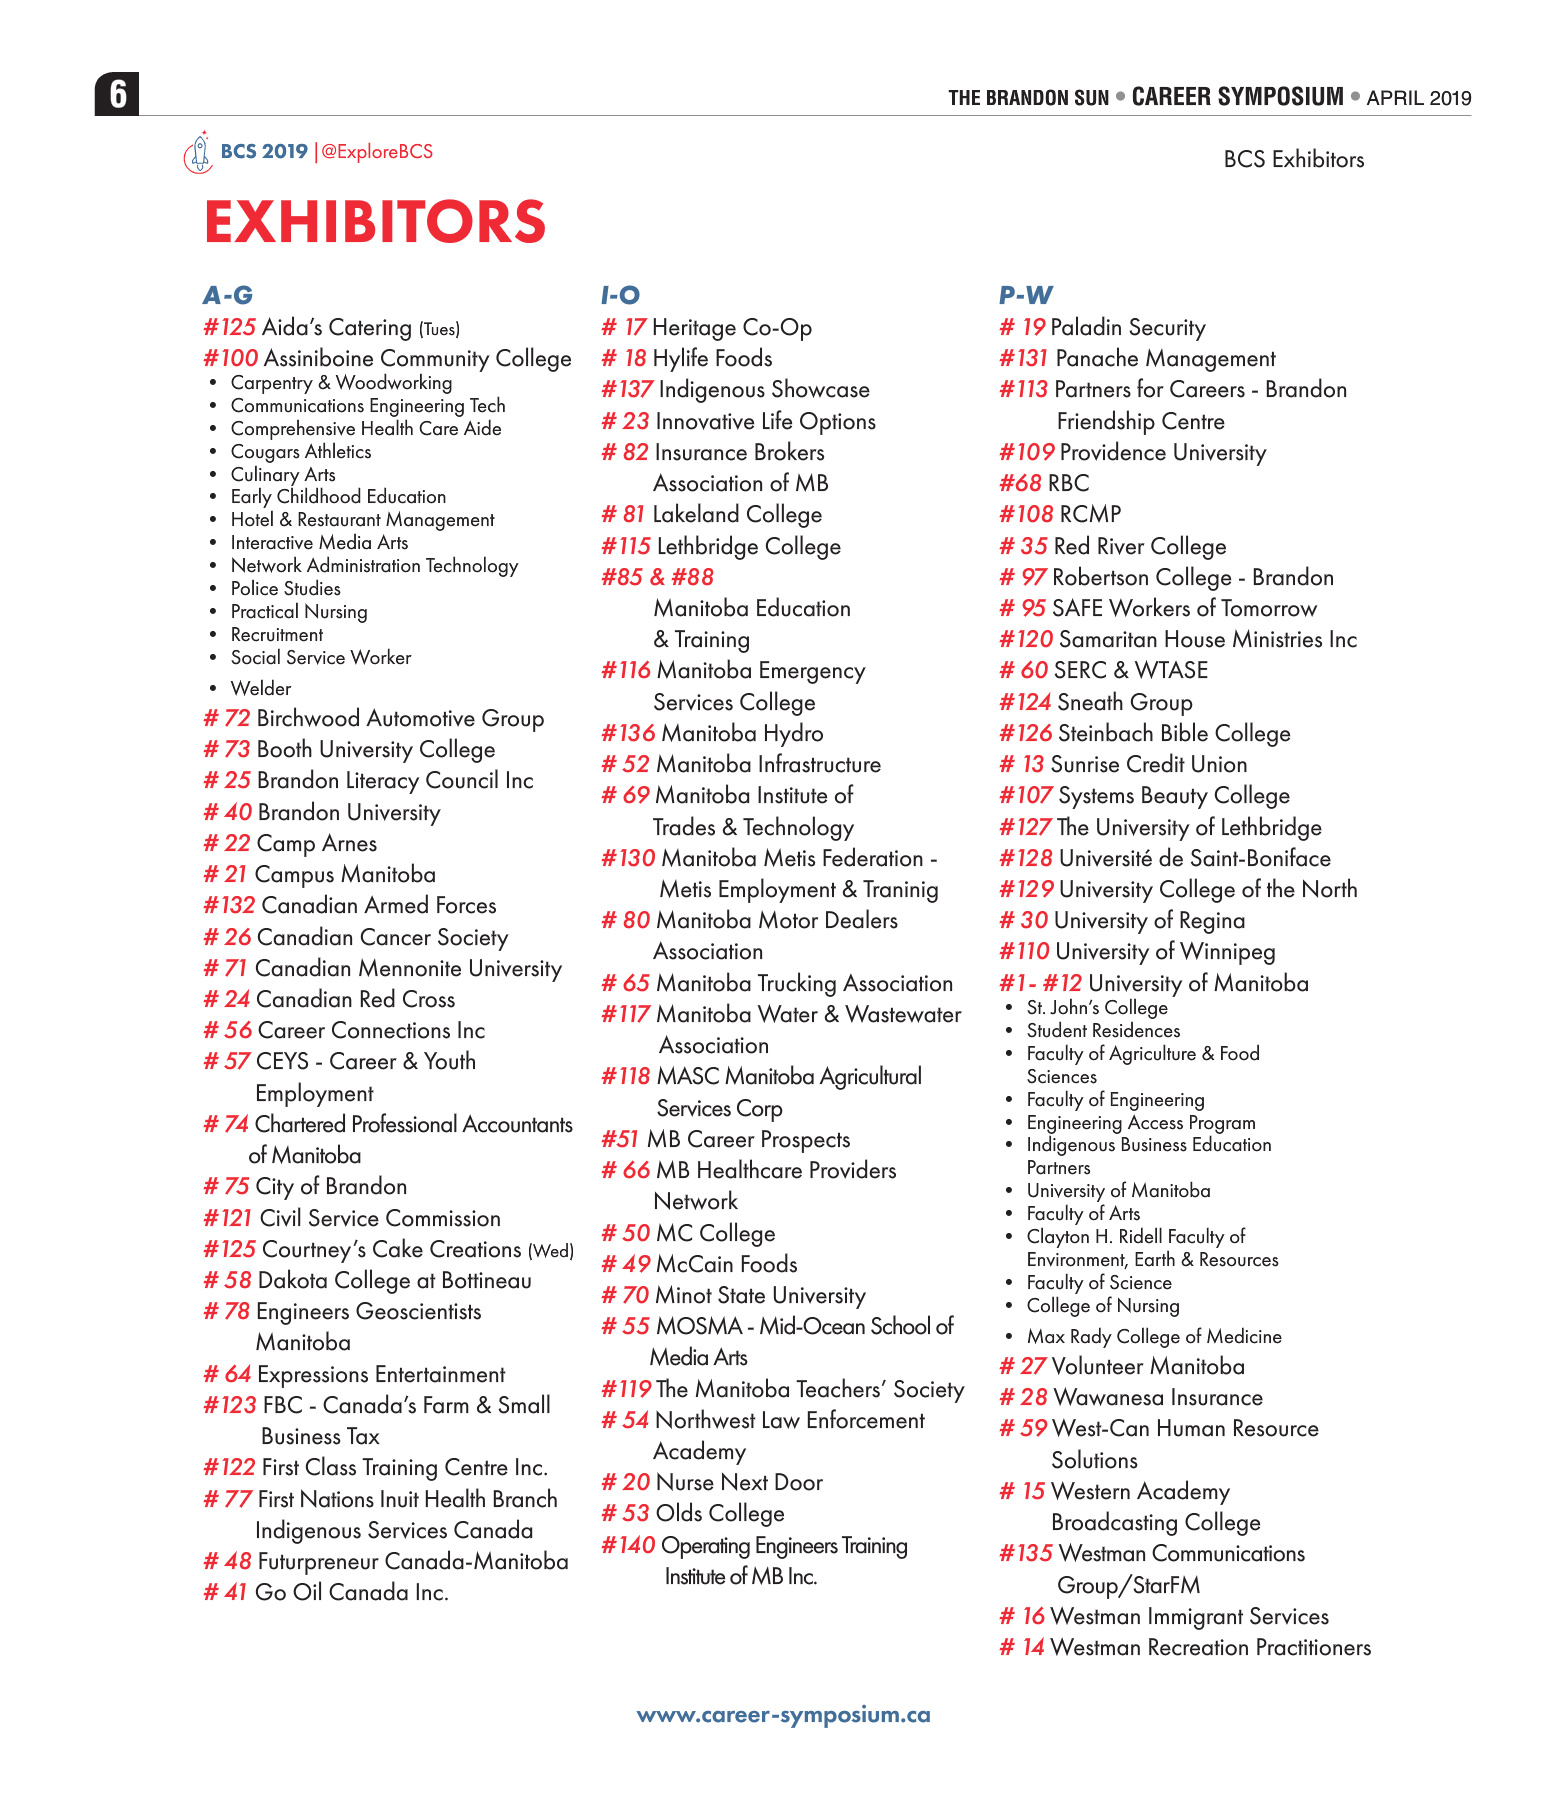 6
THE BRANDON SUN • CAREER SYMPOSIUM • APRIL 2019
BCS 2019 | @ExploreBCS
BCS Exhibitors
EXHIBITORS
A-G
#125 Aida's Catering (Tues)
#100 Assiniboine Community College
• Carpentry & Woodworking
• Communications Engineering Tech
• Comprehensive Health Care Aide
• Cougars Athletics
• Culinary Arts
• Early Childhood Education
• Hotel & Restaurant Management
• Interactive Media Arts
• Network Administration Technology
• Police Studies
• Practical Nursing
• Recruitment
• Social Service Worker
• Welder
# 72 Birchwood Automotive Group
# 73 Booth University College
# 25 Brandon Literacy Council Inc
# 40 Brandon University
# 22 Camp Arnes
# 21 Campus Manitoba
#132 Canadian Armed Forces
# 26 Canadian Cancer Society
# 71 Canadian Mennonite University
# 24 Canadian Red Cross
# 56 Career Connections Inc
# 57 CEYS - Career & Youth
Employment
# 74 Chartered Professional Accountants
of Manitoba
# 75 City of Brandon
#121 Civil Service Commission
#125 Courtney's Cake Creations (Wed)
# 58 Dakota College at Bottineau
# 78 Engineers Geoscientists
Manitoba
# 64 Expressions Entertainment
#123 FBC - Canada's Farm & Small
Business Tax
#122 First Class Training Centre Inc.
# 77 First Nations Inuit Health Branch
Indigenous Services Canada
# 48 Futurpreneur Canada-Manitoba
# 41 Go Oil Canada Inc.
I-O
# 17 Heritage Co-Op
# 18 Hylife Foods
#137 Indigenous Showcase
# 23 Innovative Life Options
# 82 Insurance Brokers
Association of MB
# 81 Lakeland College
#115 Lethbridge College
#85 & #88
Manitoba Education
& Training
#116 Manitoba Emergency
Services College
#136 Manitoba Hydro
# 52 Manitoba Infrastructure
# 69 Manitoba Institute of
Trades & Technology
#130 Manitoba Metis Federation -
Metis Employment & Traninig
# 80 Manitoba Motor Dealers
Association
# 65 Manitoba Trucking Association
#117 Manitoba Water & Wastewater
Association
#118 MASC Manitoba Agricultural
Services Corp
#51 MB Career Prospects
# 66 MB Healthcare Providers
Network
# 50 MC College
# 49 McCain Foods
# 70 Minot State University
# 55 MOSMA - Mid-Ocean School of
Media Arts
#119 The Manitoba Teachers' Society
# 54 Northwest Law Enforcement
Academy
# 20 Nurse Next Door
# 53 Olds College
#140 Operating Engineers Training
Institute of MB Inc.
P-W
# 19 Paladin Security
#131 Panache Management
#113 Partners for Careers - Brandon
Friendship Centre
#109 Providence University
#68 RBC
#108 RCMP
# 35 Red River College
# 97 Robertson College - Brandon
# 95 SAFE Workers of Tomorrow
#120 Samaritan House Ministries Inc
# 60 SERC & WTASE
#124 Sneath Group
#126 Steinbach Bible College
# 13 Sunrise Credit Union
#107 Systems Beauty College
#127 The University of Lethbridge
#128 Université de Saint-Boniface
#129 University College of the North
# 30 University of Regina
#110 University of Winnipeg
#1- #12 University of Manitoba
• St. John's College
• Student Residences
• Faculty of Agriculture & Food
Sciences
• Faculty of Engineering
• Engineering Access Program
• Indigenous Business Education
Partners
• University of Manitoba
• Faculty of Arts
• Clayton H. Ridell Faculty of
Environment, Earth & Resources
• Faculty of Science
• College of Nursing
• Max Rady College of Medicine
# 27 Volunteer Manitoba
# 28 Wawanesa Insurance
# 59 West-Can Human Resource
Solutions
# 15 Western Academy
Broadcasting College
#135 Westman Communications
Group/StarFM
# 16 Westman Immigrant Services
# 14 Westman Recreation Practitioners
www.career-symposium.ca